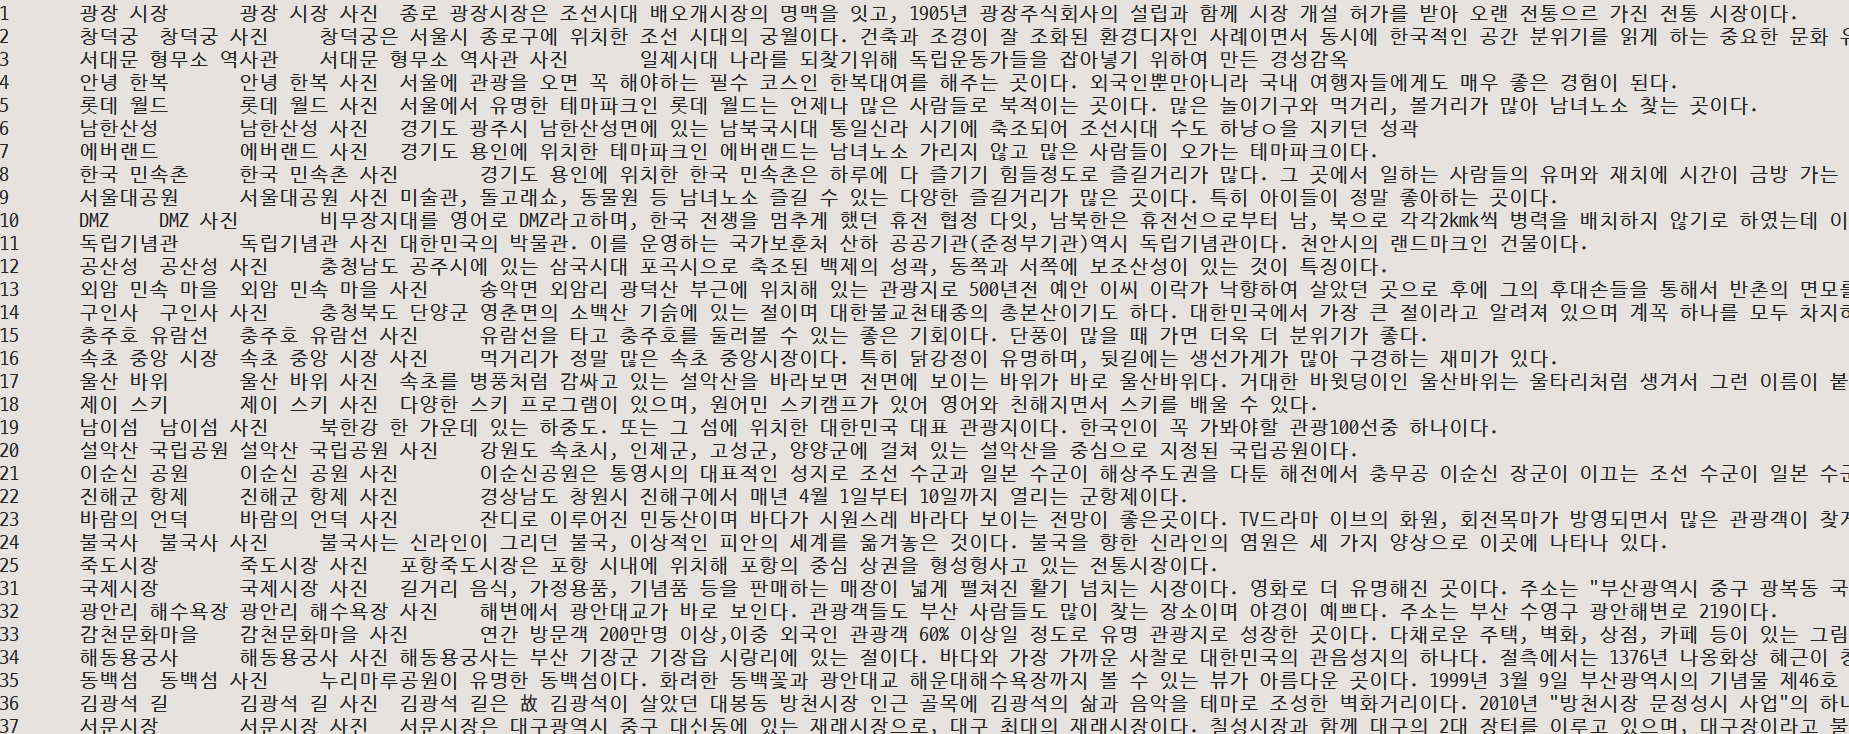 1 광장 시장 광장 시장 사진 종로 광장시장은 조선시대 배오개시장의 명맥을 잇고, 1905년 광장주식회사의 설립과 함께 시장 개설 허가를 받아 오랜 전통으르 가진 전통 시장이다.
2 창덕궁 창덕궁 사진 창덕궁은 서울시 종로구에 위치한 조선 시대의 궁월이다. 건축과 조경이 잘 조화된 환경디자인 사례이면서 동시에 한국적인 공간 분위기를 읽게 하는 중요한 문화 유
3 서대문 형무소 역사관 서대문 형무소 역사관 사진 일제시대 나라를 되찾기위해 독립운동가들을 잡아넣기 위하여 만든 경성감옥
4 안녕 한복 안녕 한복 사진 서울에 관광을 오면 꼭 해야하는 필수 코스인 한복대여를 해주는 곳이다. 외국인뿐만아니라 국내 여행자들에게도 매우 좋은 경험이 된다.
5 롯데 월드 롯데 월드 사진 서울에서 유명한 테마파크인 롯데 월드는 언제나 많은 사람들로 북적이는 곳이다. 많은 놀이기구와 먹거리, 볼거리가 많아 남녀노소 찾는 곳이다.
6 남한산성 남한산성 사진 경기도 광주시 남한산성면에 있는 남북국시대 통일신라 시기에 축조되어 조선시대 수도 하냥ㅇ을 지키던 성곽
7 에버랜드 에버랜드 사진 경기도 용인에 위치한 테마파크인 에버랜드는 남녀노소 가리지 않고 많은 사람들이 오가는 테마파크이다.
8 한국 민속촌 한국 민속촌 사진 경기도 용인에 위치한 한국 민속촌은 하루에 다 즐기기 힘들정도로 즐길거리가 많다. 그 곳에서 일하는 사람들의 유머와 재치에 시간이 금방 가는
9 서울대공원 서울대공원 사진 미술관, 돌고래쇼, 동물원 등 남녀노소 즐길 수 있는 다양한 즐길거리가 많은 곳이다. 특히 아이들이 정말 좋아하는 곳이다.
10 DMZ DMZ 사진 비무장지대를 영어로 DMZ라고하며, 한국 전쟁을 멈추게 했던 휴전 협정 다잇, 남북한은 휴전선으로부터 남, 북으로 각각2kmk씩 병력을 배치하지 않기로 하였는데 이
11 독립기념관 독립기념관 사진 대한민국의 박물관. 이를 운영하는 국가보훈처 산하 공공기관(준정부기관)역시 독립기념관이다. 천안시의 랜드마크인 건물이다.
12 공산성 공산성 사진 충청남도 공주시에 있는 삼국시대 포곡시으로 축조된 백제의 성곽, 동쪽과 서쪽에 보조산성이 있는 것이 특징이다.
13 외암 민속 마을 외암 민속 마을 사진 송악면 외암리 광덕산 부근에 위치해 있는 관광지로 500년전 예안 이씨 이락가 낙향하여 살았던 곳으로 후에 그의 후대손들을 통해서 반촌의 면모를
14 구인사 구인사 사진 충청북도 단양군 영춘면의 소백산 기슭에 있는 절이며 대한불교천태종의 총본산이기도 하다. 대한민국에서 가장 큰 절이라고 알려져 있으며 계곡 하나를 모두 차지하
15 충주호 유람선 충주호 유람선 사진 유람선을 타고 충주호를 둘러볼 수 있는 좋은 기회이다. 단풍이 많을 때 가면 더욱 더 분위기가 좋다.
16 속초 중앙 시장 속초 중앙 시장 사진 먹거리가 정말 많은 속초 중앙시장이다. 특히 닭강정이 유명하며, 뒷길에는 생선가게가 많아 구경하는 재미가 있다.
17 울산 바위 울산 바위 사진 속초를 병풍처럼 감싸고 있는 설악산을 바라보면 전면에 보이는 바위가 바로 울산바위다. 거대한 바윗덩이인 울산바위는 울타리처럼 생겨서 그런 이름이 붙
18 제이 스키 제이 스키 사진 다양한 스키 프로그램이 있으며, 원어민 스키캠프가 있어 영어와 친해지면서 스키를 배울 수 있다.
19 남이섬 남이섬 사진 북한강 한 가운데 있는 하중도. 또는 그 섬에 위치한 대한민국 대표 관광지이다. 한국인이 꼭 가봐야할 관광100선중 하나이다.
20 설악산 국립공원 설악산 국립공원 사진 강원도 속초시, 인제군, 고성군, 양양군에 걸쳐 있는 설악산을 중심으로 지정된 국립공원이다.
21 이순신 공원 이순신 공원 사진 이순신공원은 통영시의 대표적인 성지로 조선 수군과 일본 수군이 해상주도권을 다툰 해전에서 충무공 이순신 장군이 이끄는 조선 수군이 일본 수군
22 진해군 항제 진해군 항제 사진 경상남도 창원시 진해구에서 매년 4월 1일부터 10일까지 열리는 군항제이다.
23 바람의 언덕 바람의 언덕 사진 잔디로 이루어진 민둥산이며 바다가 시원스레 바라다 보이는 전망이 좋은곳이다. TV드라마 이브의 화원, 회전목마가 방영되면서 많은 관광객이 찾게
24 불국사 불국사 사진 불국사는 신라인이 그리던 불국, 이상적인 피안의 세계를 옮겨놓은 것이다. 불국을 향한 신라인의 염원은 세 가지 양상으로 이곳에 나타나 있다.
25 죽도시장 죽도시장 사진 포항죽도시장은 포항 시내에 위치해 포항의 중심 상권을 형성형사고 있는 전통시장이다.
31 국제시장 국제시장 사진 길거리 음식, 가정용품, 기념품 등을 판매하는 매장이 넓게 펼쳐진 활기 넘치는 시장이다. 영화로 더 유명해진 곳이다. 주소는 "부산광역시 중구 광복동 국
32 광안리 해수욕장 광안리 해수욕장 사진 해변에서 광안대교가 바로 보인다. 관광객들도 부산 사람들도 많이 찾는 장소이며 야경이 예쁘다. 주소는 부산 수영구 광안해변로 219이다.
33 감천문화마을 감천문화마을 사진 연간 방문객 200만명 이상,이중 외국인 관광객 60% 이상일 정도로 유명 관광지로 성장한 곳이다. 다채로운 주택, 벽화, 상점, 카페 등이 있는 그림
34 해동용궁사 해동용궁사 사진 해동용궁사는 부산 기장군 기장읍 시랑리에 있는 절이다. 바다와 가장 가까운 사찰로 대한민국의 관음성지의 하나다. 절측에서는 1376년 나옹화상 혜근이 창
35 동백섬 동백섬 사진 누리마루공원이 유명한 동백섬이다. 화려한 동백꽃과 광안대교 해운대해수욕장까지 볼 수 있는 뷰가 아름다운 곳이다. 1999년 3월 9일 부산광역시의 기념물 제46호
36 김광석 길 김광석 길 사진 김광석 길은 故 김광석이 살았던 대봉동 방천시장 인근 골목에 김광석의 삶과 음악을 테마로 조성한 벽화거리이다. 2010년 "방천시장 문정성시 사업"의 하나
37 서문시장 서문시장 사진 서문시장은 대구광역시 중구 대신동에 있는 재래시장으로, 대구 최대의 재래시장이다. 칠성시장과 함께 대구의 2대 장터를 이루고 있으며, 대구장이라고 불